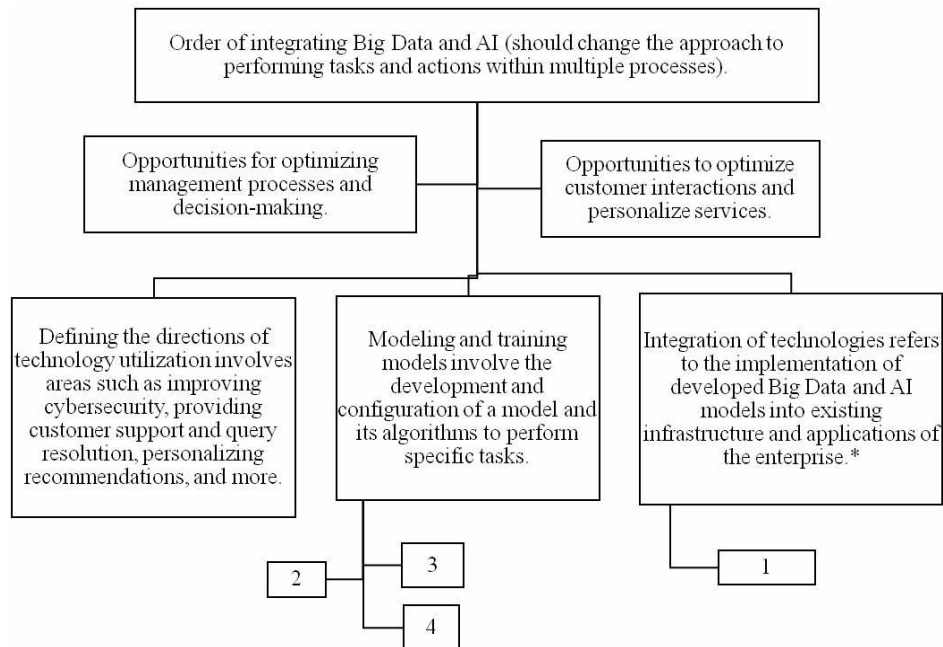 Order of integrating Big Data and AI (should change the approach to
performing tasks and actions within multiple processes).
Opportunities for optimizing
management processes and
decision-making.
Opportunities to optimize
customer interactions and
personalize services.
Defining the directions of
technology utilization involves
areas such as improving
cybersecurity, providing
customer support and query
resolution, personalizing
recommendations, and more.
Modeling and training
models involve the
development and
configuration of a model and
its algorithms to perform
specific tasks.
Integration of technologies refers
to the implementation of
developed Big Data and AI
models into existing
infrastructure and applications of
the enterprise.*
2
3
4
1